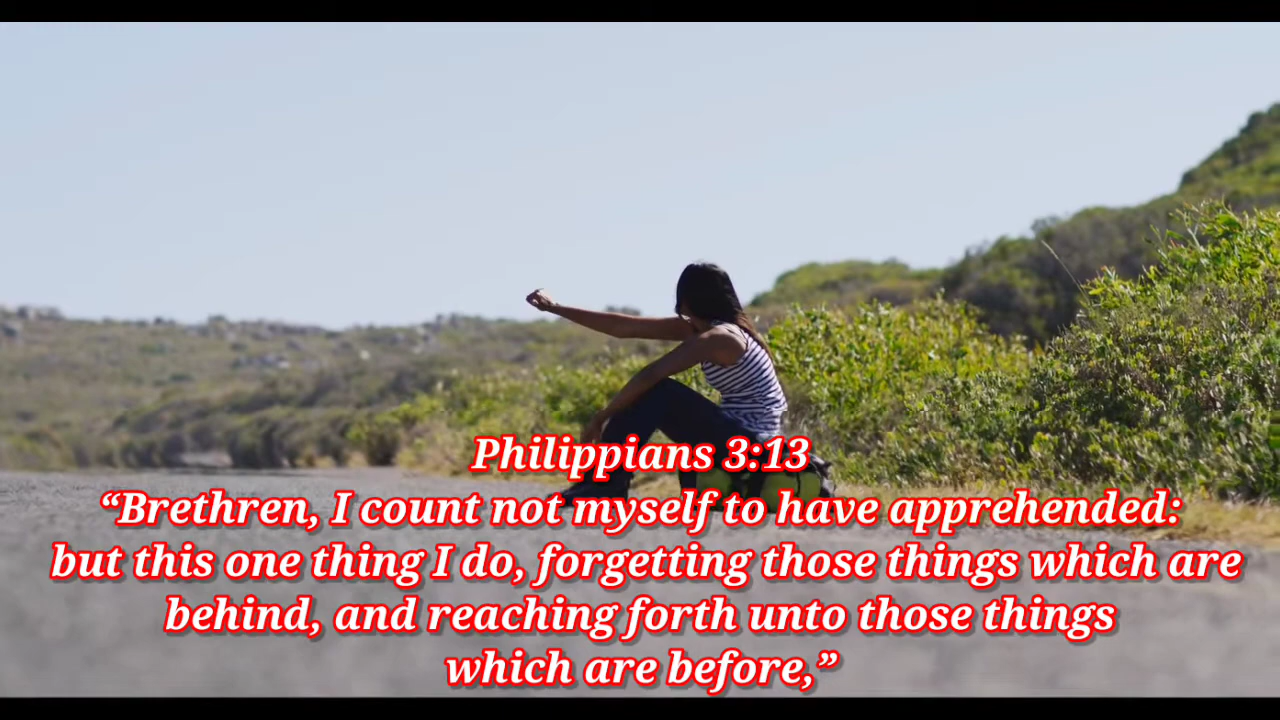 Philippians 3:13
“Brethren, I count not myself to have apprehended:
but this one thing I do, forgetting those things which are
behind, and reaching forth unto those things
which are before,”